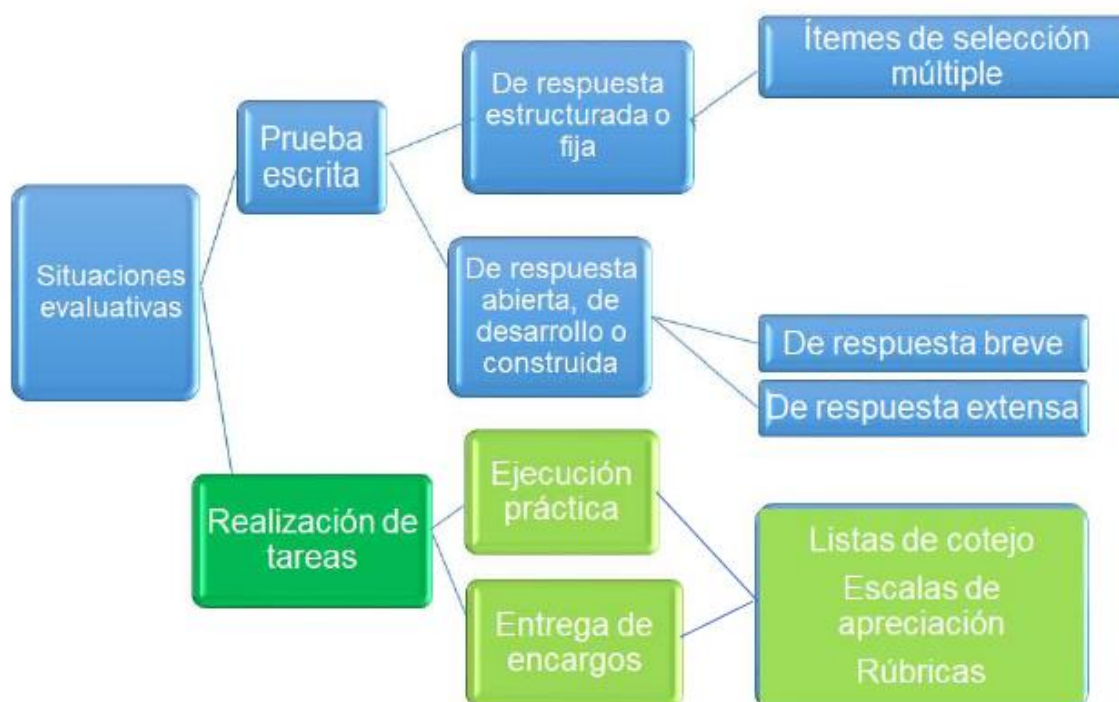 Situaciones
evaluativas
Prueba
escrita
De respuesta
estructurada o
fija
Ítemes de selección
múltiple
De respuesta
abierta, de
desarrollo o
construida
De respuesta breve
De respuesta extensa
Realización de
tareas
Ejecución
práctica
Entrega de
encargos
Listas de cotejo
Escalas de
apreciación
Rúbricas